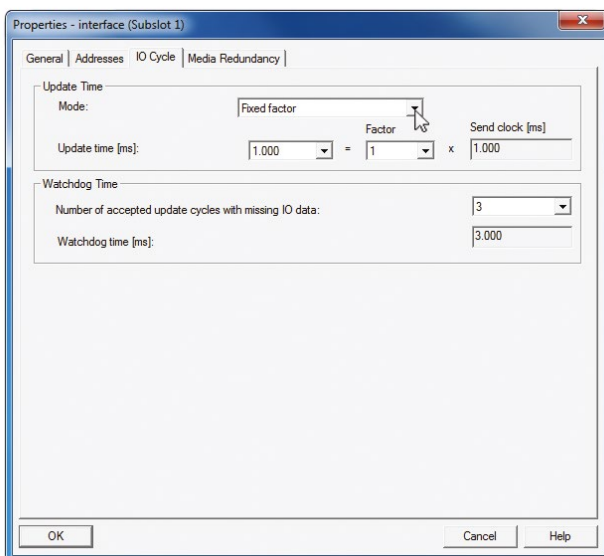 Properties - interface (Subslot 1)
General Addresses IO Cycle Media Redundancy
Update Time
Mode: Fixed factor
Factor Send clock [ms]
Update time [ms]: 1.000 = 1 x 1.000
Watchdog Time
Number of accepted update cycles with missing IO data: 3
Watchdog time [ms]: 3.000
OK Cancel Help